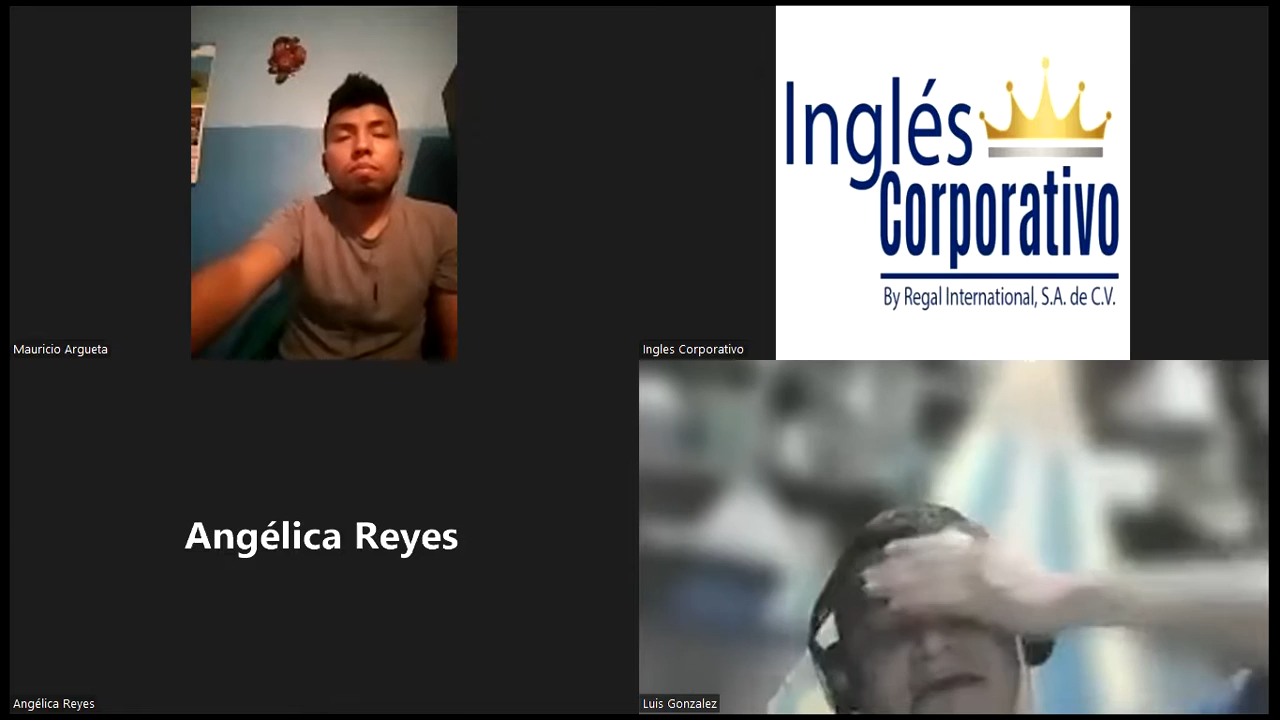 Inglés
Corporativo
By Regal International, S.A. de C.V.
Mauricio Argueta
Ingles Corporativo
Angélica Reyes
Angélica Reyes
Luis Gonzalez